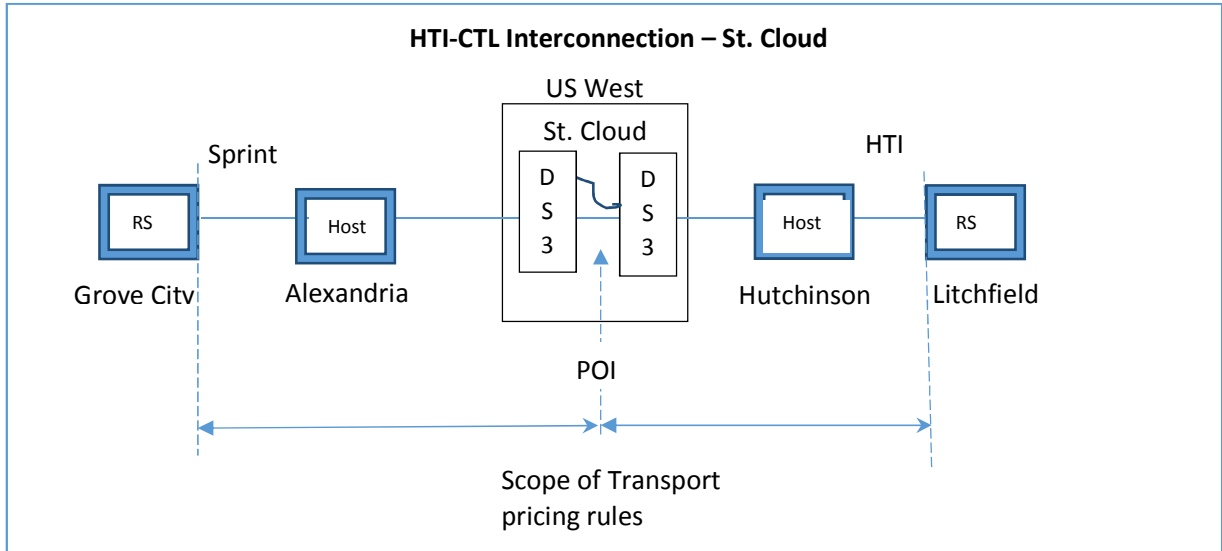 HTI-CTL Interconnection – St. Cloud
US West
St. Cloud
Sprint
HTI
D
S
3
D
S
3
RS
Host
Host
RS
Grove City
Alexandria
Hutchinson
Litchfield
POI
Scope of Transport
pricing rules